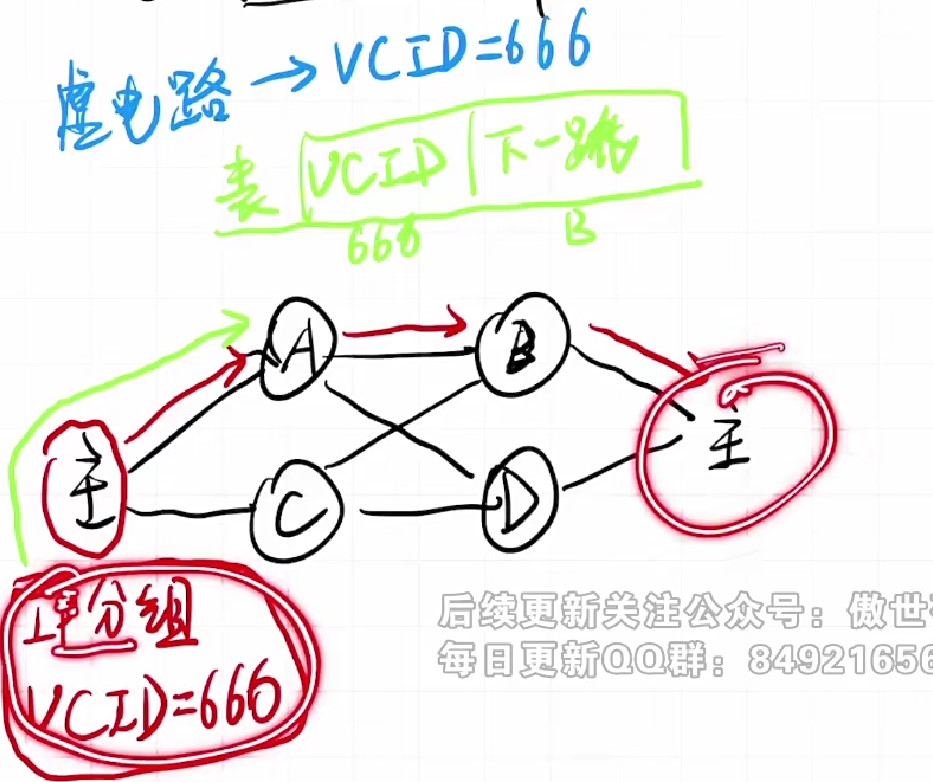 虚电路 → VCID=666
表 VCID 下一跳
666 B
A B
主 主
C D
分组
VCID=666
后续更新关注公众号：傲世
每日更新QQ群：84921656